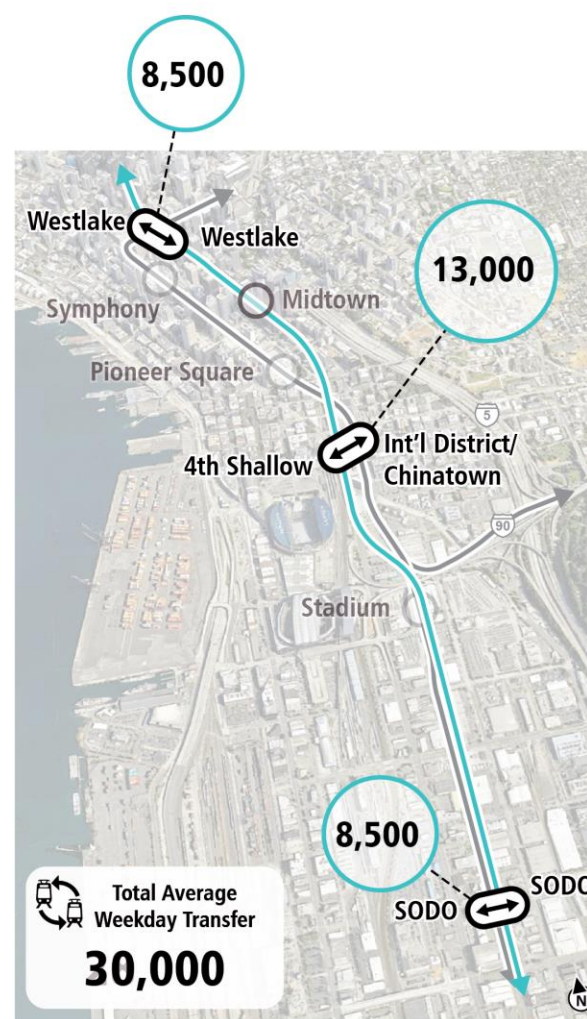 8,500
13,000
Westlake
Westlake
Symphony
Midtown
Pioneer Square
5
4th Shallow
Int'l District/
Chinatown
90
Stadium
8,500
SODO
SODO
Total Average
Weekday Transfer
30,000
N